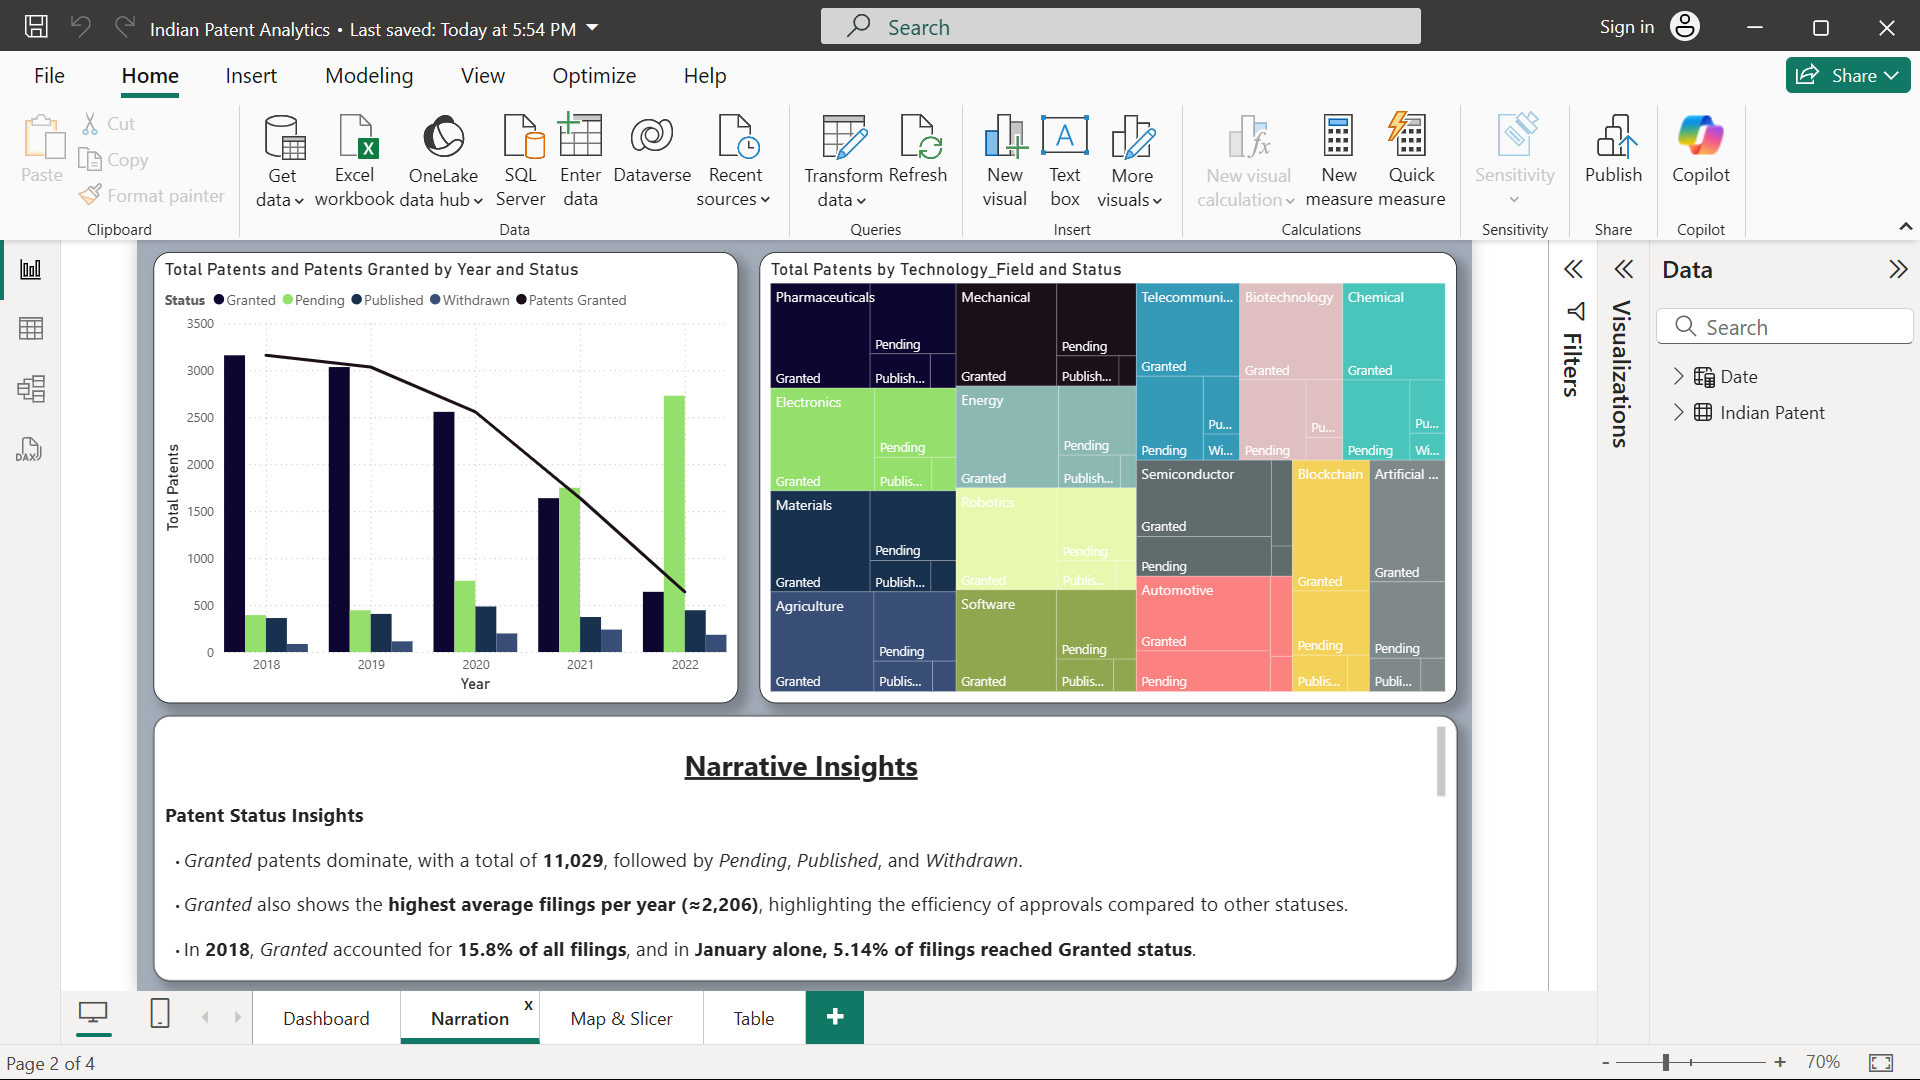 Indian Patent Analytics • Last saved: Today at 5:54 PM
Search
Sign in
File Home Insert Modeling View Optimize Help
Share
Paste
Cut
Copy
Format painter
Clipboard
Get data
Excel workbook
OneLake data hub
SQL Server
Enter data
Dataverse
Recent sources
Data
Transform data
Refresh
Queries
New visual
Text box
More visuals
Insert
New visual calculation
New measure
Quick measure
Calculations
Sensitivity
Sensitivity
Publish
Share
Copilot
Copilot
DAX
Total Patents and Patents Granted by Year and Status
Status Granted Pending Published Withdrawn Patents Granted
Total Patents
3500
3000
2500
2000
1500
1000
500
0
2018 2019 2020 2021 2022
Year
Total Patents by Technology_Field and Status
Pharmaceuticals
Pending
Granted
Publish...
Electronics
Pending
Granted
Publis...
Materials
Pending
Granted
Publish...
Agriculture
Pending
Granted
Publis...
Mechanical
Pending
Granted
Publish...
Energy
Pending
Granted
Publish...
Robotics
Pending
Granted
Publis...
Software
Pending
Granted
Publis...
Telecommuni...
Granted
Pu...
Pending
Wi...
Biotechnology
Granted
Pu...
Pending
Chemical
Granted
Pu...
Pending
Wi...
Semiconductor
Granted
Pending
Automotive
Granted
Pending
Blockchain
Granted
Pending
Publis...
Artificial ...
Granted
Pending
Publi...
Narrative Insights
Patent Status Insights
· Granted patents dominate, with a total of 11,029, followed by Pending, Published, and Withdrawn.
· Granted also shows the highest average filings per year (≈2,206), highlighting the efficiency of approvals compared to other statuses.
· In 2018, Granted accounted for 15.8% of all filings, and in January alone, 5.14% of filings reached Granted status.
Filters
Visualizations
Data
Search
Date
Indian Patent
Dashboard
Narration
x
Map & Slicer
Table
+
Page 2 of 4
- + 70%